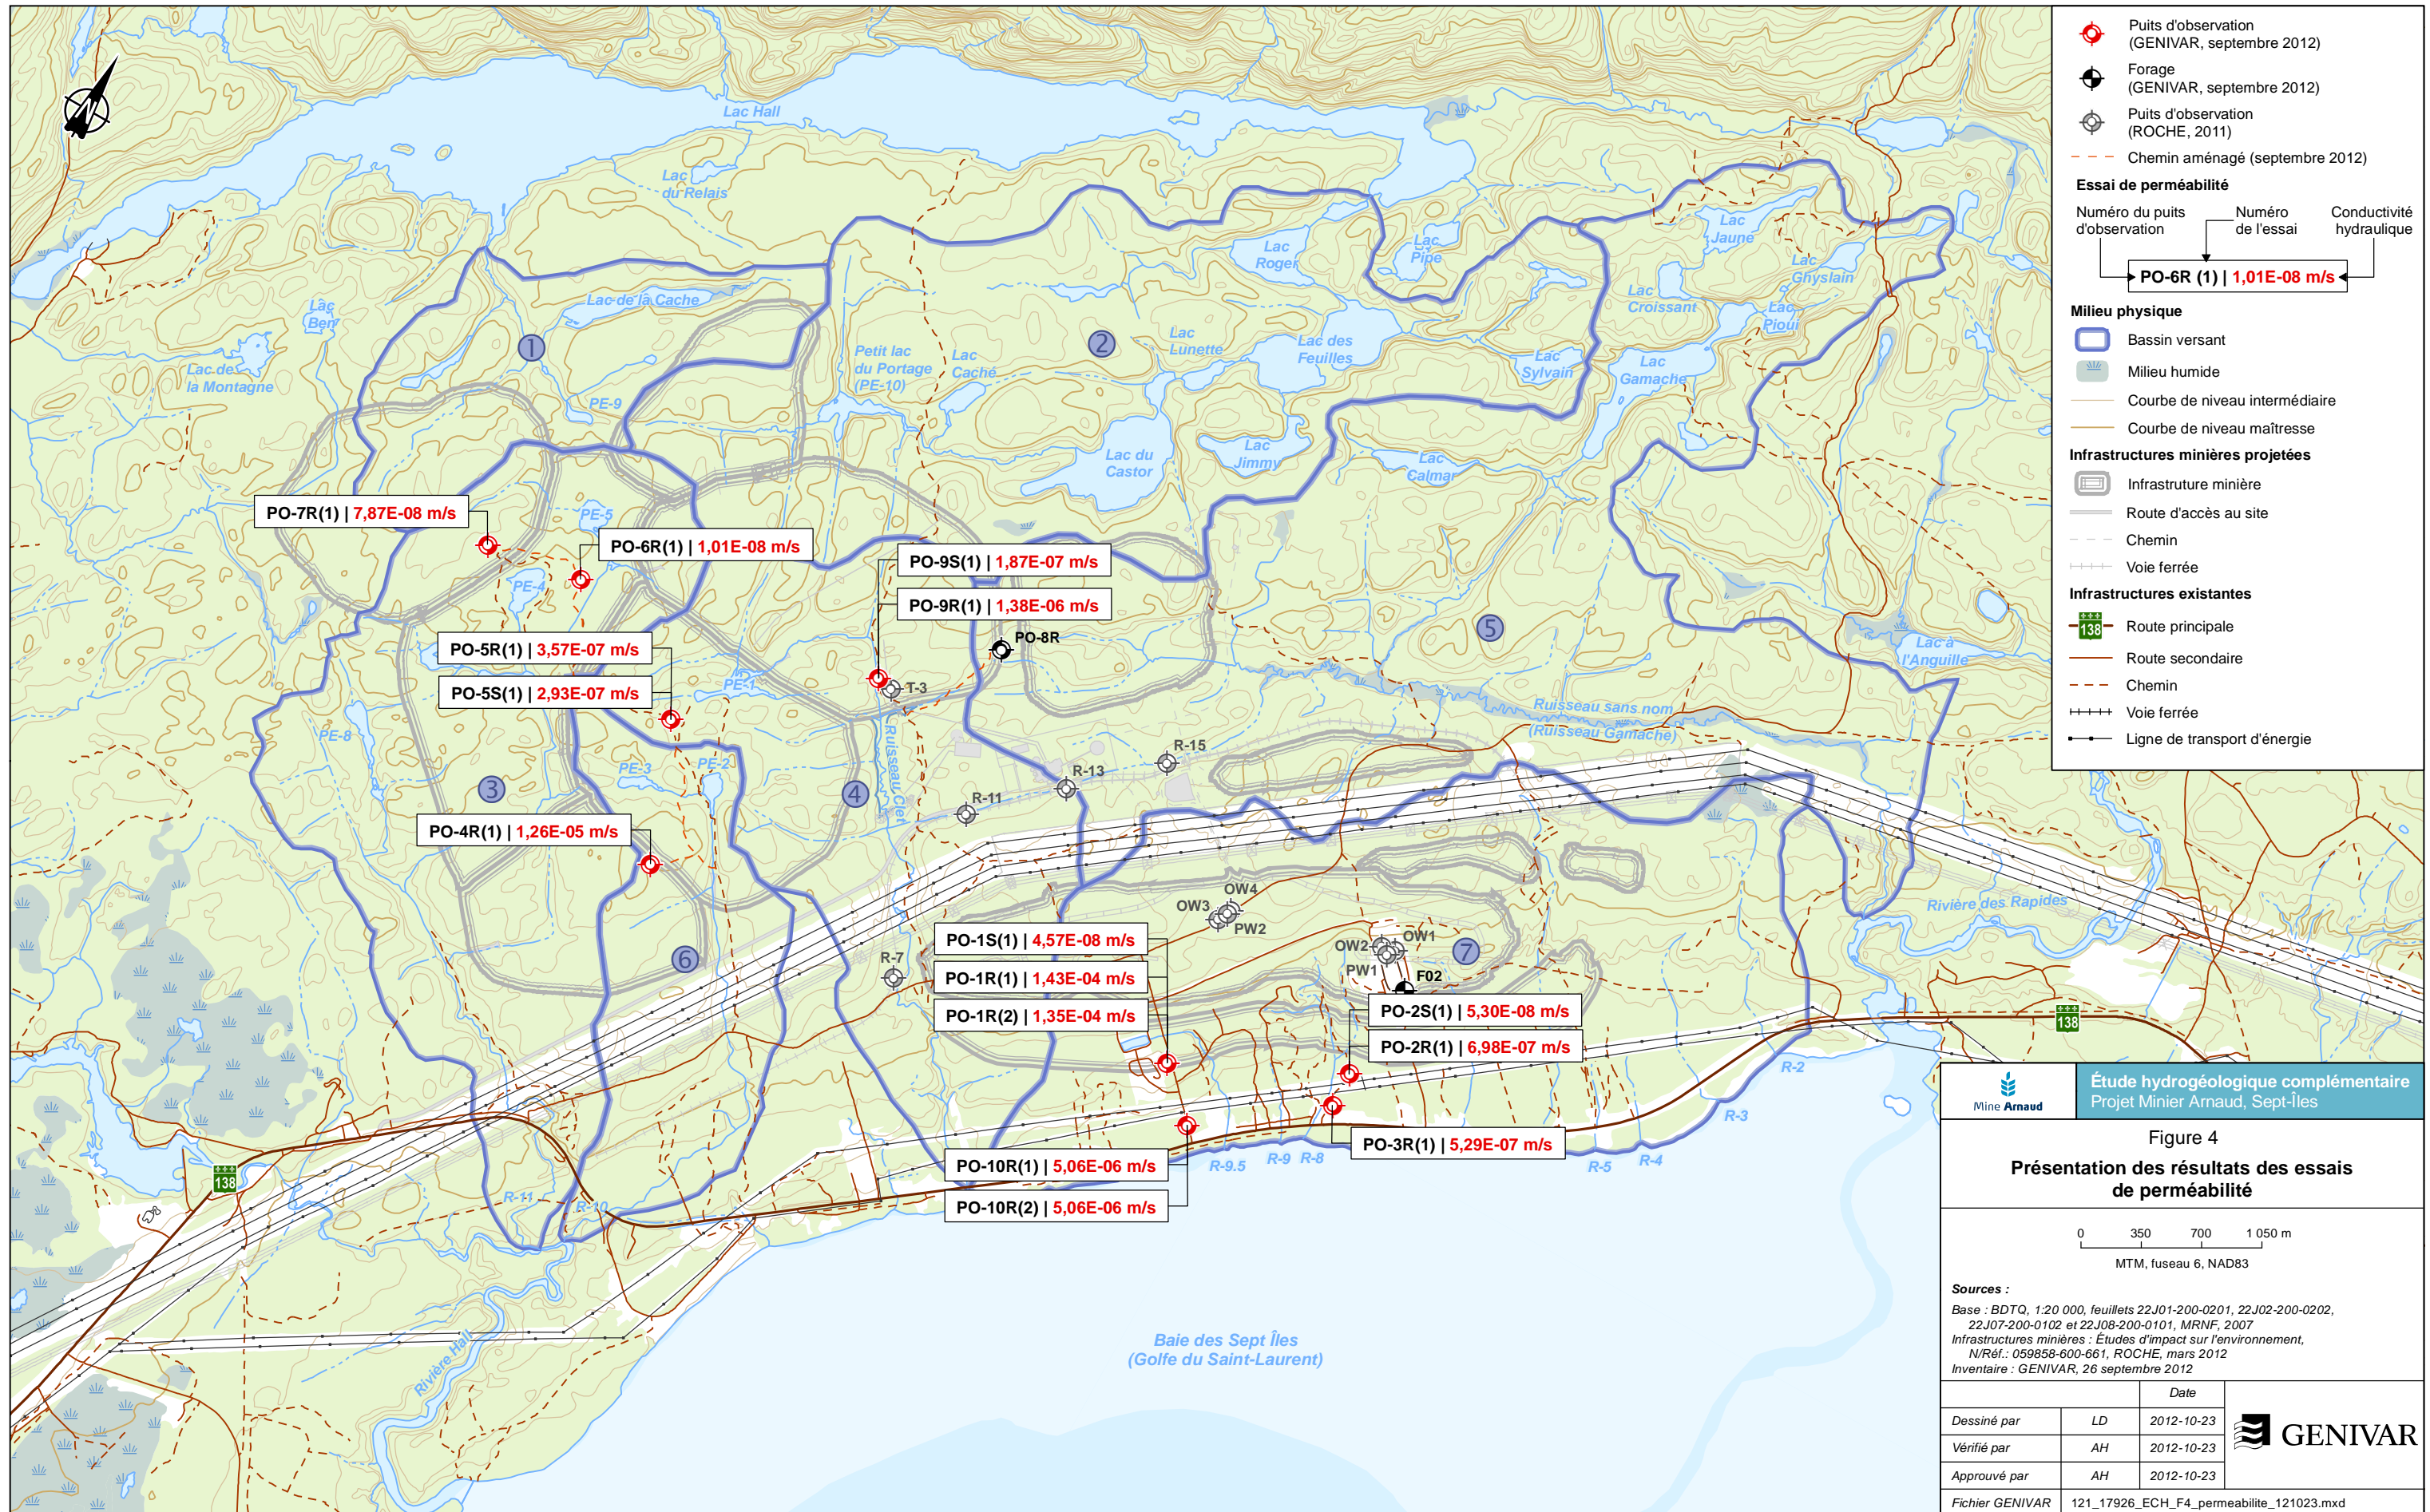 Lac Hall
Lac
du Relais
Lac
Ben
Lac de la Cache
Lac de
la Montagne
1
PE-9
Petit lac
du Portage
(PE-10)
Lac
Caché
2
Lac
Lunette
Lac
Roger
Lac
Pipe
Lac des
Feuilles
Lac
Sylvain
Lac
Jaune
Lac
Ghyslain
Lac
Croissant
Lac
Pioui
Lac
Gamache
Lac du
Castor
Lac
Jimmy
Lac
Calmar
PO-7R(1) | 7,87E-08 m/s
PE-5
PO-6R(1) | 1,01E-08 m/s
PE-4
PO-9S(1) | 1,87E-07 m/s
PO-9R(1) | 1,38E-06 m/s
PO-8R
5
Lac à
l'Anguille
PO-5R(1) | 3,57E-07 m/s
PO-5S(1) | 2,93E-07 m/s
PE-1
T-3
Ruisseau sans nom
(Ruisseau Gamache)
PE-8
PE-3
PE-2
Ruisseau Clet
R-15
R-13
R-11
3
4
PO-4R(1) | 1,26E-05 m/s
OW4
OW3
PW2
OW2
OW1
PW1
7
F02
Rivière des Rapides
6
R-7
PO-1S(1) | 4,57E-08 m/s
PO-1R(1) | 1,43E-04 m/s
PO-1R(2) | 1,35E-04 m/s
PO-2S(1) | 5,30E-08 m/s
PO-2R(1) | 6,98E-07 m/s
138
R-2
R-3
PO-3R(1) | 5,29E-07 m/s
PO-10R(1) | 5,06E-06 m/s
PO-10R(2) | 5,06E-06 m/s
R-9.5
R-9
R-8
R-5
R-4
138
R-11
R-10
Rivière Hall
Baie des Sept Îles
(Golfe du Saint-Laurent)
Puits d'observation
(GENIVAR, septembre 2012)
Forage
(GENIVAR, septembre 2012)
Puits d'observation
(ROCHE, 2011)
Chemin aménagé (septembre 2012)
Essai de perméabilité
Numéro du puits
d'observation
Numéro
de l'essai
Conductivité
hydraulique
PO-6R (1) | 1,01E-08 m/s
Milieu physique
Bassin versant
Milieu humide
Courbe de niveau intermédiaire
Courbe de niveau maîtresse
Infrastructures minières projetées
Infrastruture minière
Route d'accès au site
Chemin
Voie ferrée
Infrastructures existantes
138
Route principale
Route secondaire
Chemin
Voie ferrée
Ligne de transport d'énergie
Mine Arnaud
Étude hydrogéologique complémentaire
Projet Minier Arnaud, Sept-Îles
Figure 4
Présentation des résultats des essais
de perméabilité
0 350 700 1 050 m
MTM, fuseau 6, NAD83
Sources :
Base : BDTQ, 1:20 000, feuillets 22J01-200-0201, 22J02-200-0202,
22J07-200-0102 et 22J08-200-0101, MRNF, 2007
Infrastructures minières : Études d'impact sur l'environnement,
N/Réf.: 059858-600-661, ROCHE, mars 2012
Inventaire : GENIVAR, 26 septembre 2012
Date
Dessiné par LD 2012-10-23
Vérifié par AH 2012-10-23
Approuvé par AH 2012-10-23
GENIVAR
Fichier GENIVAR 121_17926_ECH_F4_permeabilite_121023.mxd